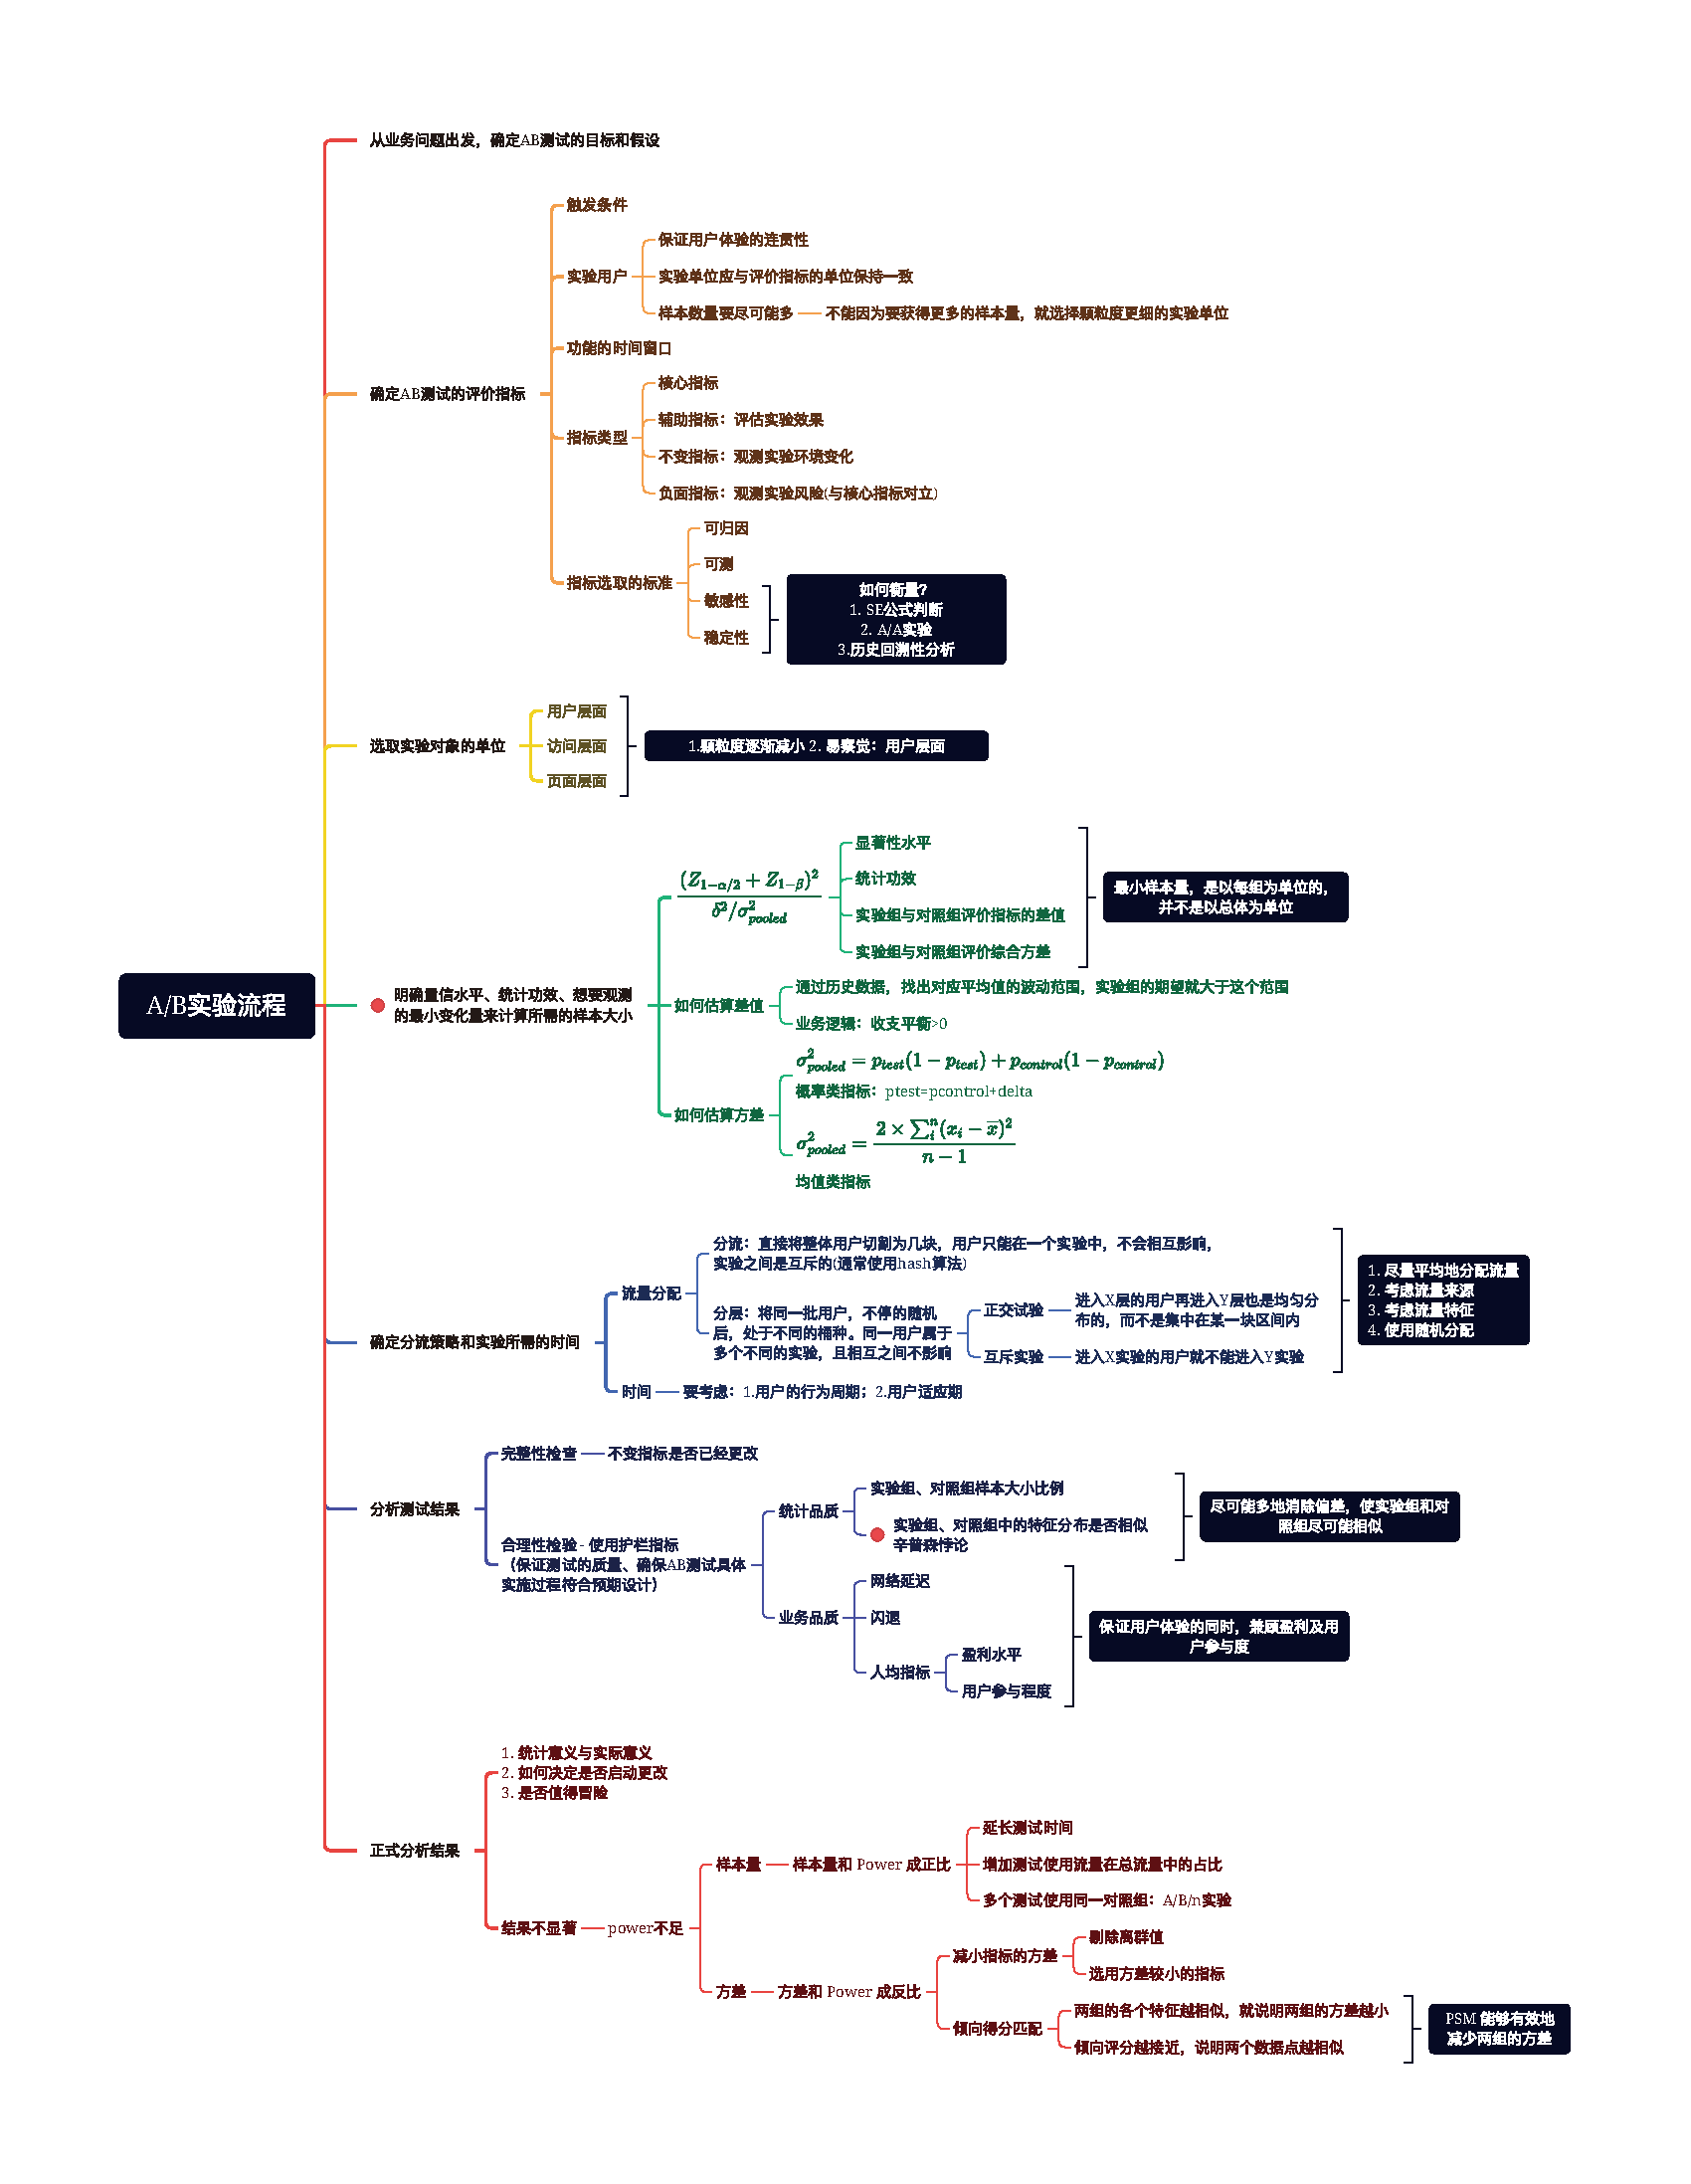 A/B实验流程
从业务问题出发，确定AB测试的目标和假设
确定AB测试的评价指标
触发条件
实验用户
保证用户体验的连贯性
实验单位应与评价指标的单位保持一致
样本数量要尽可能多
不能因为要获得更多的样本量，就选择颗粒度更细的实验单位
功能的时间窗口
指标类型
核心指标
辅助指标：评估实验效果
不变指标：观测实验环境变化
负面指标：观测实验风险(与核心指标对立)
指标选取的标准
可归因
可测
敏感性
稳定性
如何衡量？
1. SE公式判断
2. A/A实验
3.历史回溯性分析
选取实验对象的单位
用户层面
访问层面
页面层面
1.颗粒度逐渐减小 2. 易察觉：用户层面
明确量信水平、统计功效、想要观测
的最小变化量来计算所需的样本大小
$\frac{(Z_{1-\alpha/2}+Z_{1-\beta})^2}{\delta^2/\sigma_{pooled}^2}$
显著性水平
统计功效
实验组与对照组评价指标的差值
实验组与对照组评价综合方差
最小样本量，是以每组为单位的，
并不是以总体为单位
如何估算差值
通过历史数据，找出对应平均值的波动范围，实验组的期望就大于这个范围
业务逻辑：收支平衡>0
如何估算方差
$\sigma_{pooled}^2=p_{test}(1-p_{test})+p_{control}(1-p_{control})$
概率类指标：ptest=pcontrol+delta
$\sigma_{pooled}^2=\frac{2\times\sum_i^n(x_i-\overline{x})^2}{n-1}$
均值类指标
确定分流策略和实验所需的时间
流量分配
分流：直接将整体用户切割为几块，用户只能在一个实验中，不会相互影响，
实验之间是互斥的(通常使用hash算法)
分层：将同一批用户，不停的随机
后，处于不同的桶种。同一用户属于
多个不同的实验，且相互之间不影响
正交试验
进入X层的用户再进入Y层也是均匀分
布的，而不是集中在某一块区间内
互斥实验
进入X实验的用户就不能进入Y实验
时间
要考虑：1.用户的行为周期；2.用户适应期
1. 尽量平均地分配流量
2. 考虑流量来源
3. 考虑流量特征
4. 使用随机分配
分析测试结果
完整性检查
不变指标是否已经更改
合理性检验 - 使用护栏指标
（保证测试的质量、确保AB测试具体
实施过程符合预期设计）
统计品质
实验组、对照组样本大小比例
实验组、对照组中的特征分布是否相似
辛普森悖论
尽可能多地消除偏差，使实验组和对
照组尽可能相似
业务品质
网络延迟
闪退
人均指标
盈利水平
用户参与程度
保证用户体验的同时，兼顾盈利及用
户参与度
正式分析结果
1. 统计意义与实际意义
2. 如何决定是否启动更改
3. 是否值得冒险
结果不显著
power不足
样本量
样本量和 Power 成正比
延长测试时间
增加测试使用流量在总流量中的占比
多个测试使用同一对照组：A/B/n实验
方差
方差和 Power 成反比
减小指标的方差
剔除离群值
选用方差较小的指标
倾向得分匹配
两组的各个特征越相似，就说明两组的方差越小
倾向评分越接近，说明两个数据点越相似
PSM 能够有效地
减少两组的方差